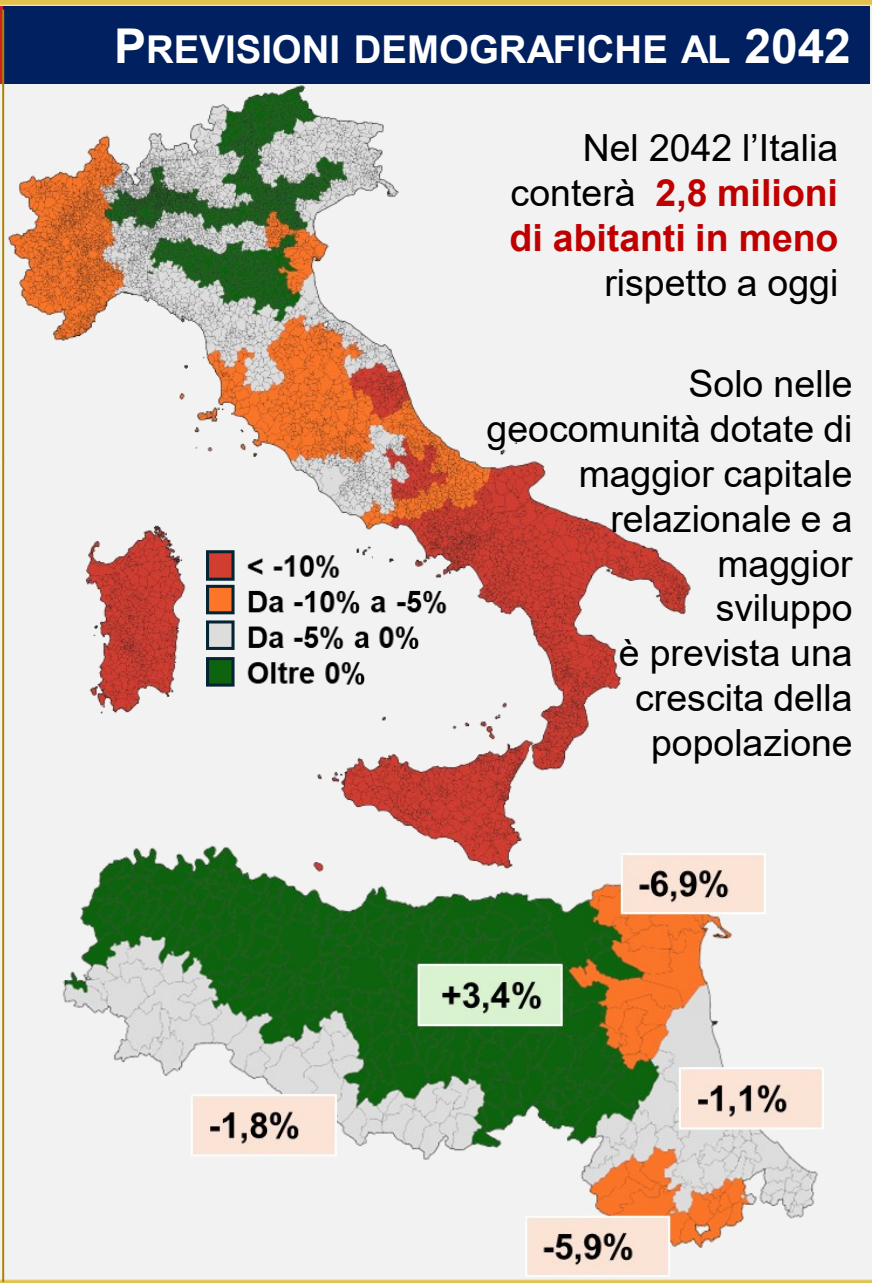 PREVISIONI DEMOGRAFICHE AL 2042
Nel 2042 l'Italia
conterà 2,8 milioni
di abitanti in meno
rispetto a oggi
Solo nelle
geocomunità dotate di
maggior capitale
relazionale e a
maggior
sviluppo
è prevista una
crescita della
popolazione
< -10%
Da -10% a -5%
Da -5% a 0%
Oltre 0%
-6,9%
+3,4%
-1,1%
-1,8%
-5,9%